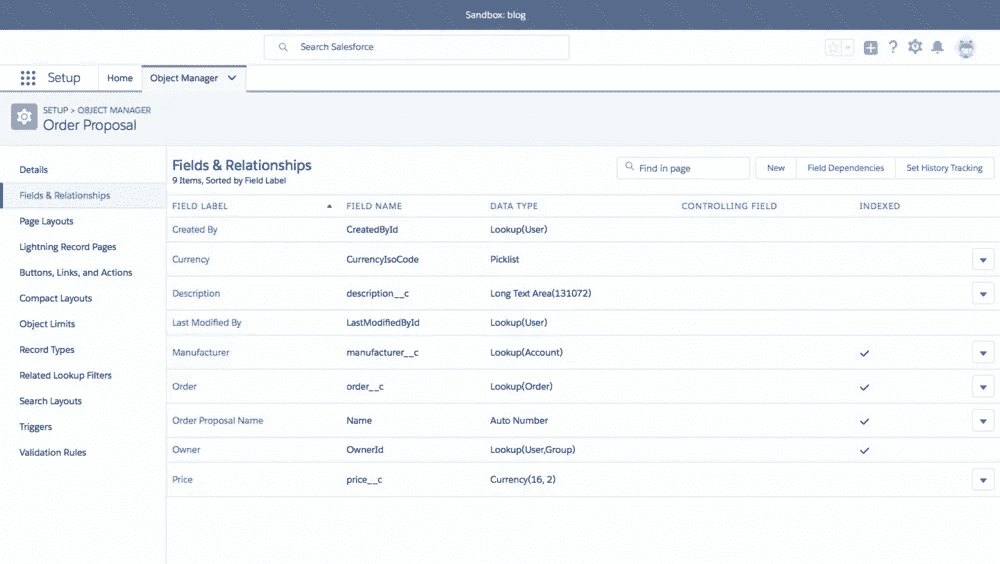 Sandbox: blog
Search Salesforce
Setup Home Object Manager
SETUP > OBJECT MANAGER
Order Proposal
Details
Fields & Relationships
Page Layouts
Lightning Record Pages
Buttons, Links, and Actions
Compact Layouts
Object Limits
Record Types
Related Lookup Filters
Search Layouts
Triggers
Validation Rules
Fields & Relationships
9 Items, Sorted by Field Label
Find in page New Field Dependencies Set History Tracking
FIELD LABEL FIELD NAME DATA TYPE CONTROLLING FIELD INDEXED
Created By CreatedById Lookup(User)
Currency CurrencyIsoCode Picklist
Description description__c Long Text Area(131072)
Last Modified By LastModifiedById Lookup(User)
Manufacturer manufacturer__c Lookup(Account)
Order order__c Lookup(Order)
Order Proposal Name Name Auto Number
Owner OwnerId Lookup(User,Group)
Price price__c Currency(16, 2)